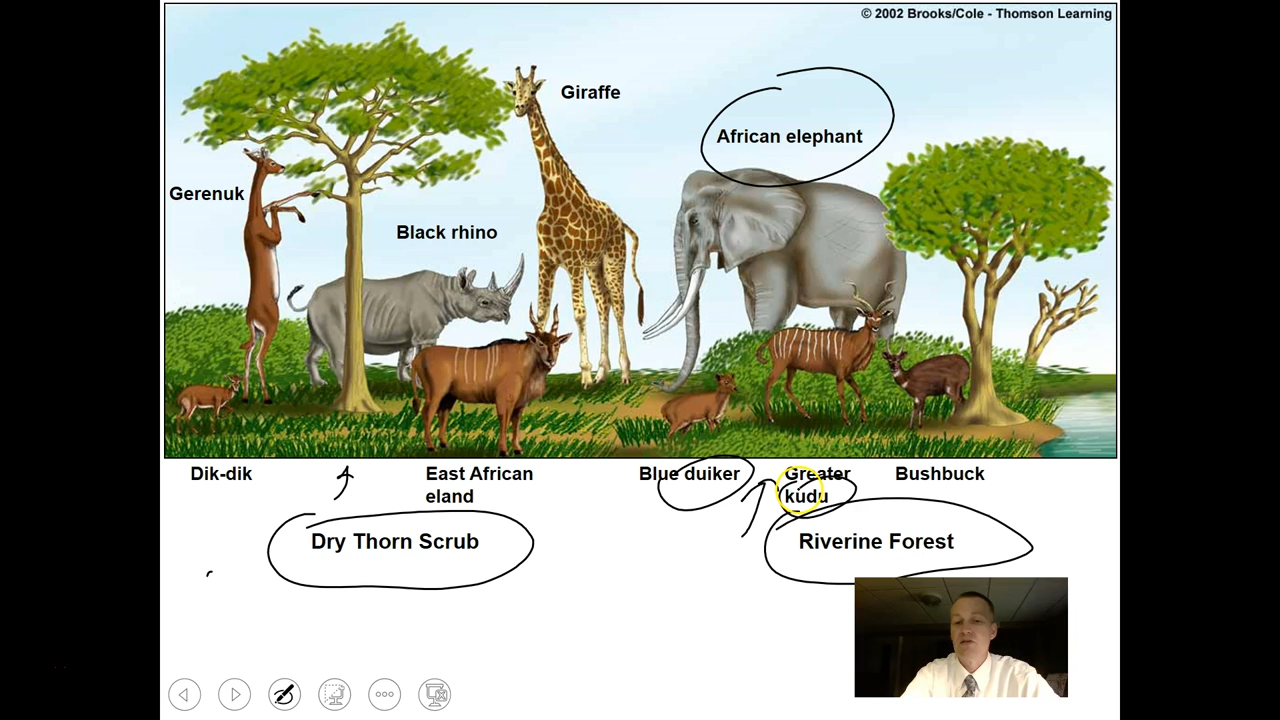 © 2002 Brooks/Cole - Thomson Learning
Giraffe
African elephant
Gerenuk
Black rhino
Dik-dik
East African
eland
Blue duiker
Greater
kudu
Bushbuck
Dry Thorn Scrub
Riverine Forest